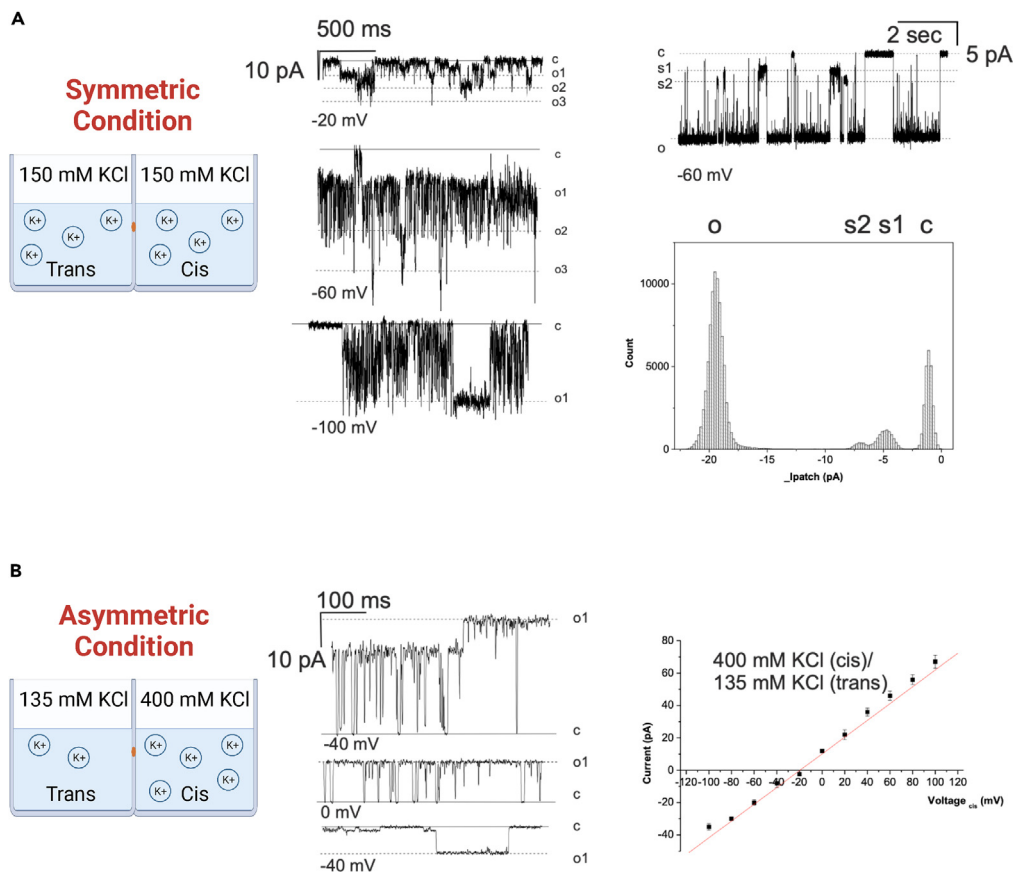 A
Symmetric
Condition
150 mM KCl
150 mM KCl
K+
K+
K+
K+
K+
K+
K+
K+
Trans
Cis
500 ms
10 pA
c
o1
o2
o3
-20 mV
c
o1
o2
o3
-60 mV
c
o1
-100 mV
2 sec
5 pA
c
s1
s2
o
-60 mV
o
s2
s1
c
Count
10000
5000
0
-20
-15
-10
-5
0
_Ipatch (pA)
B
Asymmetric
Condition
135 mM KCl
400 mM KCl
K+
K+
K+
K+
K+
K+
K+
Trans
Cis
100 ms
10 pA
o1
c
-40 mV
o1
c
0 mV
c
o1
-40 mV
400 mM KCl (cis)/
135 mM KCl (trans)
Current (pA)
80
60
40
20
0
-20
-40
-120
-100
-80
-60
-40
-20
0
20
40
60
80
100
120
Voltage cis (mV)